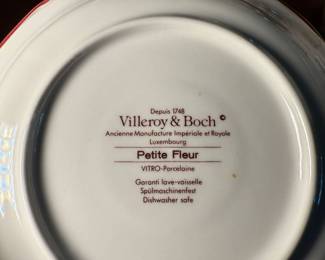 Depuis 1748
Villeroy & Boch ©
Ancienne Manufacture Impériale et Royale
Luxembourg
Petite Fleur
VITRO-Porcelaine
Garanti lave-vaisselle
Spülmaschinenfest
Dishwasher safe